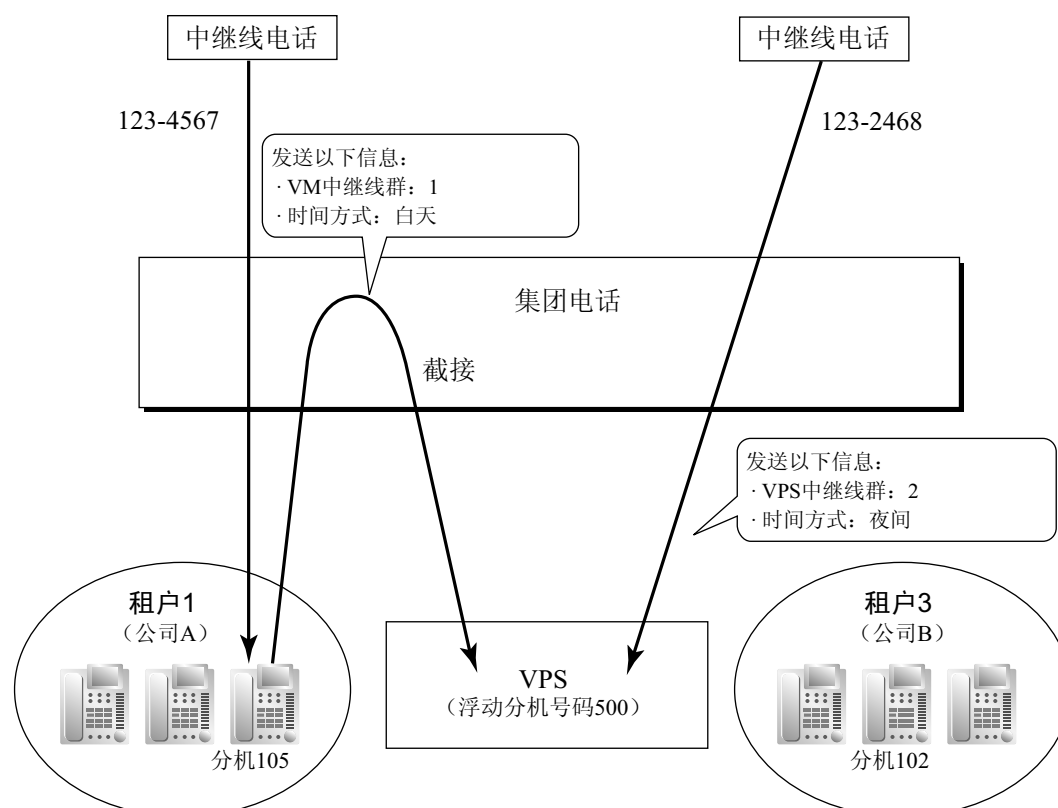 中继线电话
中继线电话
123-4567
123-2468
发送以下信息：
· VM中继线群：1
· 时间方式：白天
集团电话
截接
发送以下信息：
· VPS中继线群：2
· 时间方式：夜间
租户1
（公司A）
分机105
VPS
（浮动分机号码500）
租户3
（公司B）
分机102